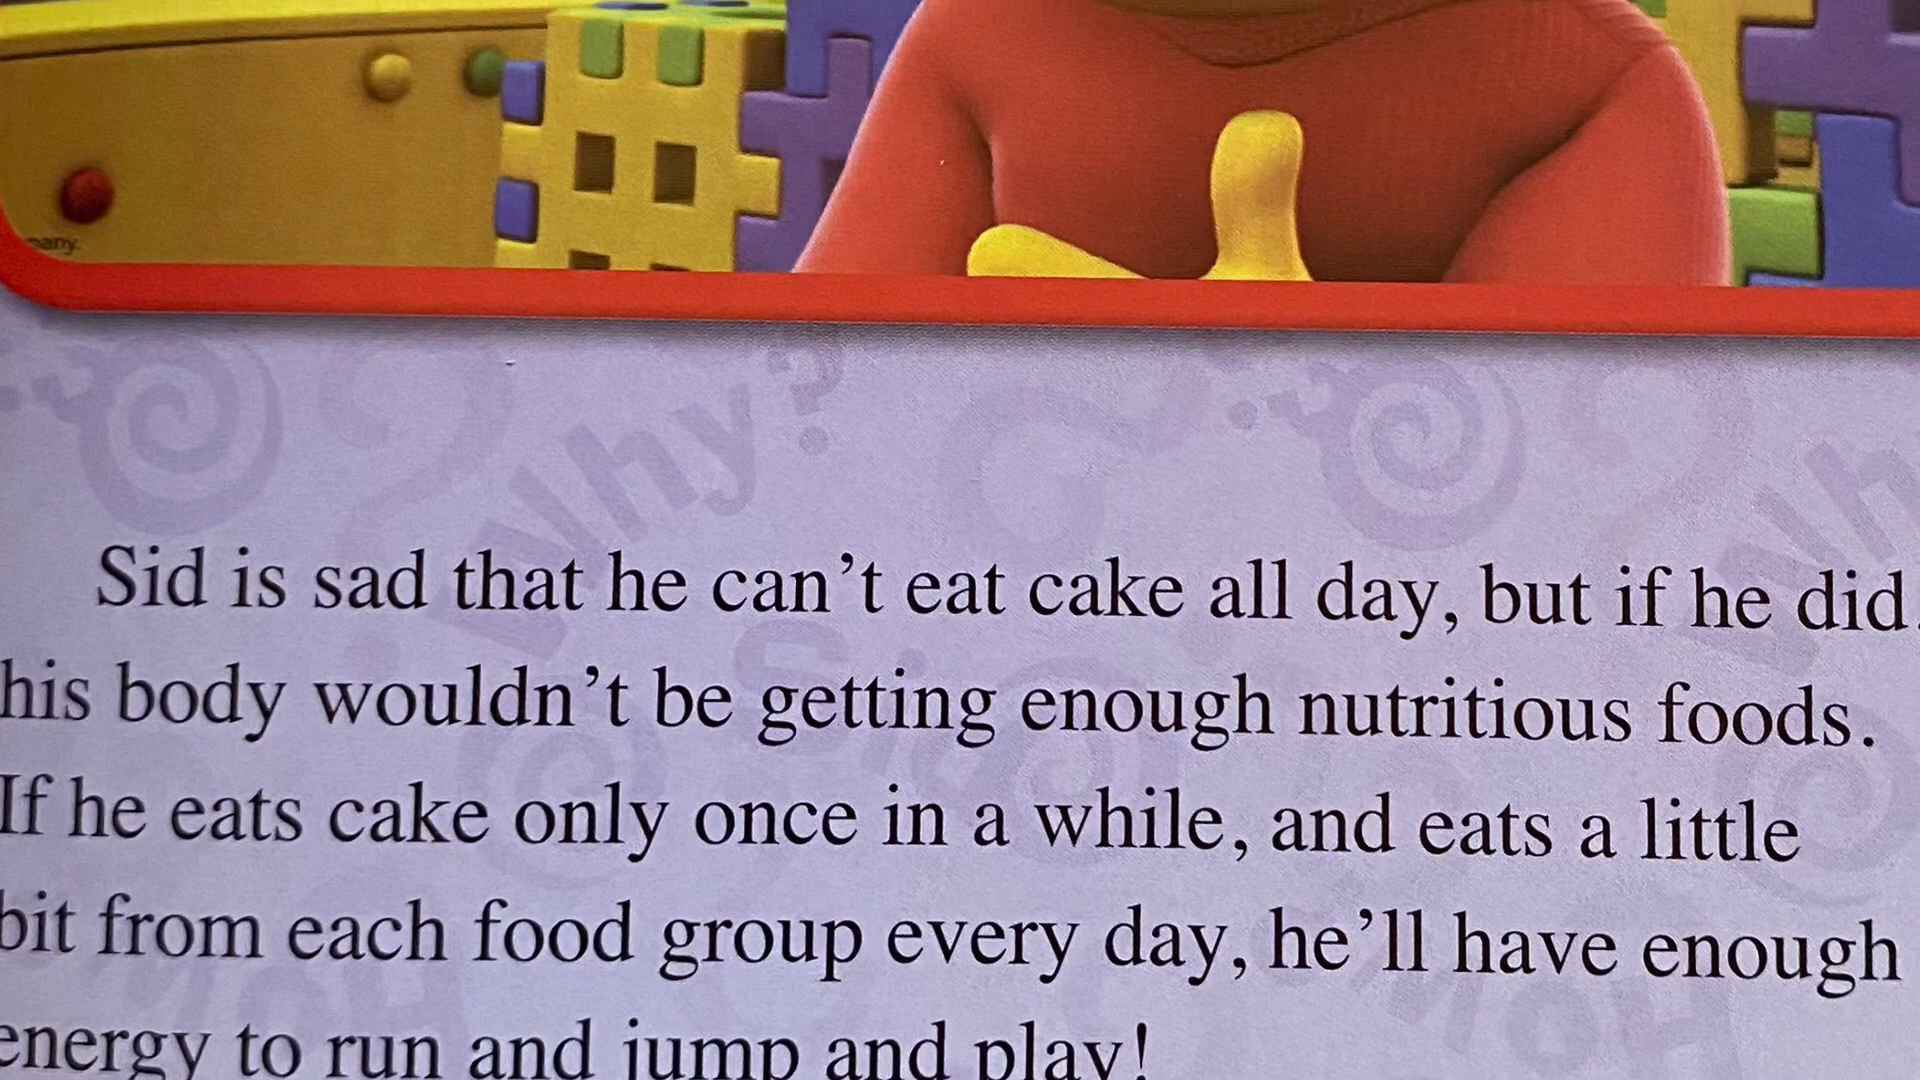 Why?
Sid is sad that he can't eat cake all day, but if he did,
his body wouldn't be getting enough nutritious foods.
If he eats cake only once in a while, and eats a little
bit from each food group every day, he'll have enough
energy to run and jump and play!